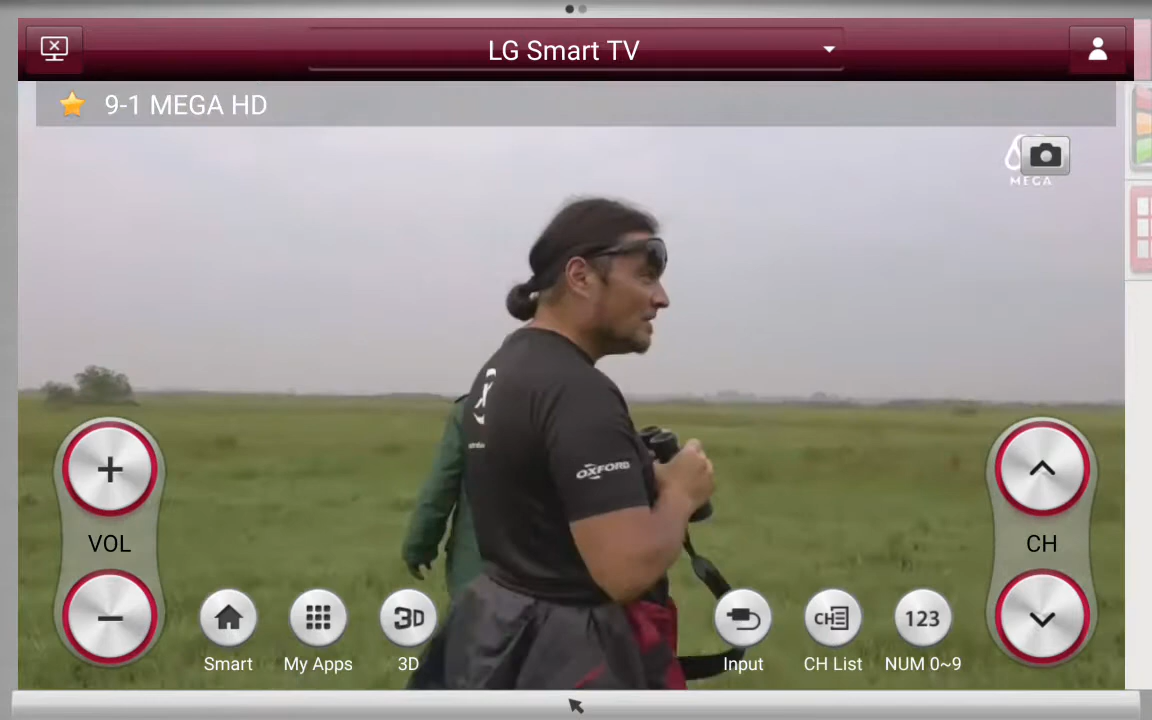 LG Smart TV
9-1 MEGA HD
MEGA
OXFORD
VOL
CH
3D
CH
123
Smart
My Apps
3D
Input
CH List
NUM 0~9